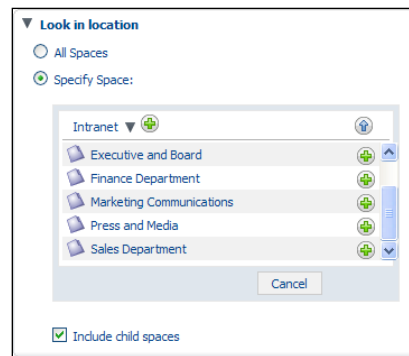 Look in location
All Spaces
Specify Space:
Intranet
Executive and Board
Finance Department
Marketing Communications
Press and Media
Sales Department
Cancel
Include child spaces